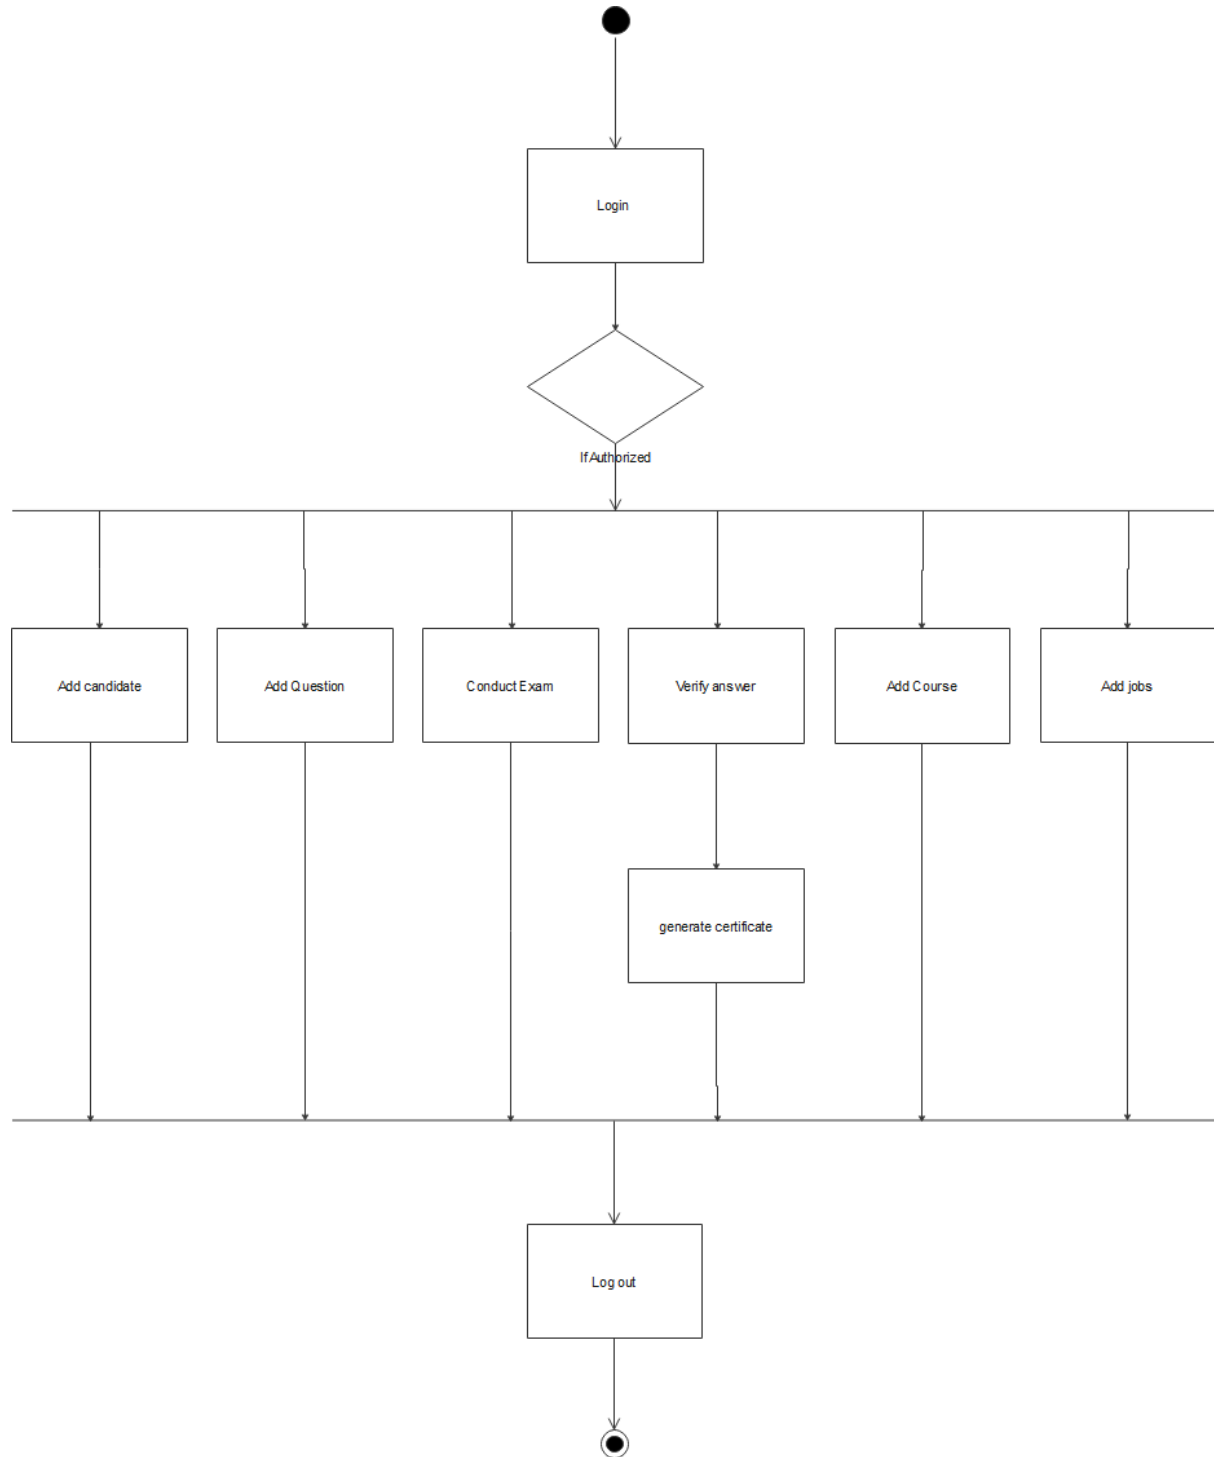 Login
If Authorized
Add candidate
Add Question
Conduct Exam
Verify answer
Add Course
Add jobs
generate certificate
Log out